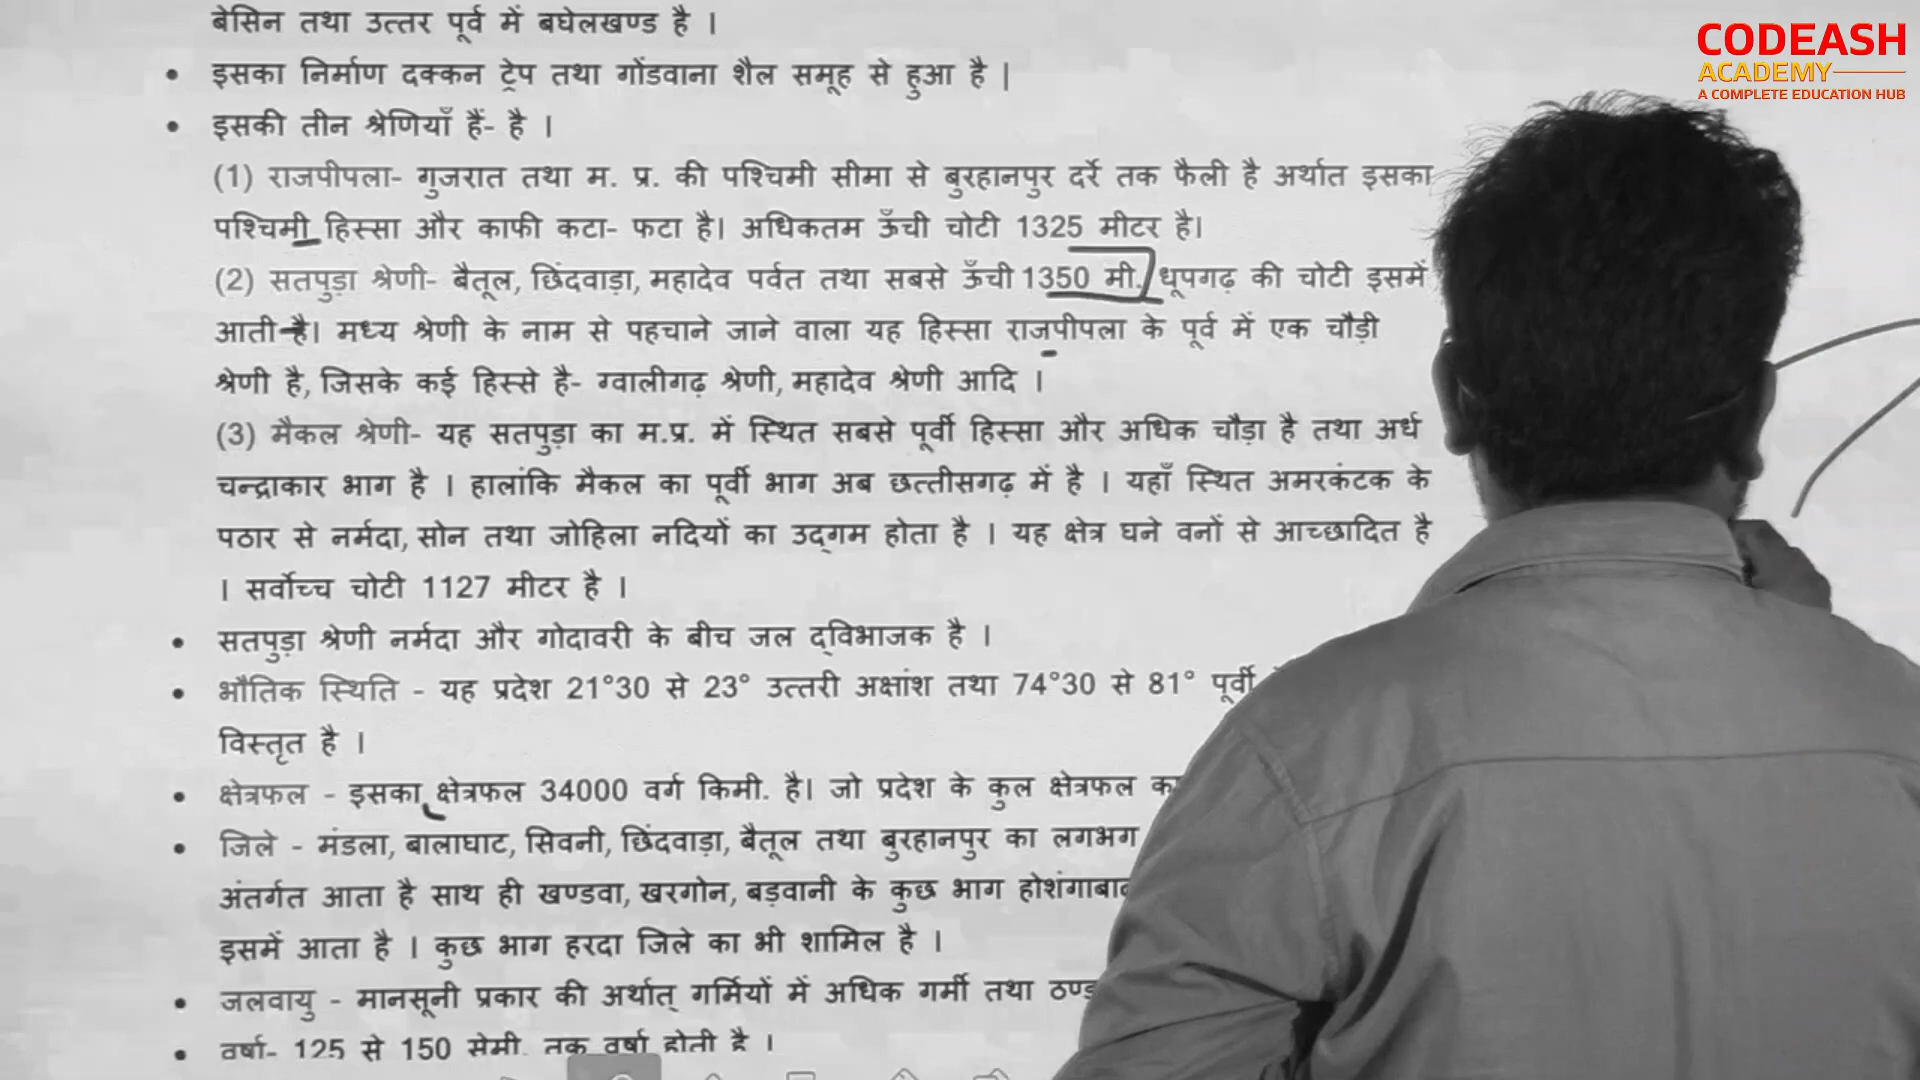 बेसिन तथा उत्तर पूर्व में बघेलखण्ड है ।
CODEASH
ACADEMY
A COMPLETE EDUCATION HUB
• इसका निर्माण दक्कन ट्रेप तथा गोंडवाना शैल समूह से हुआ है |
• इसकी तीन श्रेणियाँ हैं- है ।
(1) राजपीपला- गुजरात तथा म. प्र. की पश्चिमी सीमा से बुरहानपुर दर्रे तक फैली है अर्थात इसका
पश्चिमी हिस्सा और काफी कटा- फटा है। अधिकतम ऊँची चोटी 1325 मीटर है।
(2) सतपुड़ा श्रेणी- बैतूल, छिंदवाड़ा, महादेव पर्वत तथा सबसे ऊँची 1350 मी. धूपगढ़ की चोटी इसमें
आती है। मध्य श्रेणी के नाम से पहचाने जाने वाला यह हिस्सा राजपीपला के पूर्व में एक चौड़ी
श्रेणी है, जिसके कई हिस्से है- ग्वालीगढ़ श्रेणी, महादेव श्रेणी आदि ।
(3) मैकल श्रेणी- यह सतपुड़ा का म.प्र. में स्थित सबसे पूर्वी हिस्सा और अधिक चौड़ा है तथा अर्ध
चन्द्राकार भाग है । हालांकि मैकल का पूर्वी भाग अब छत्तीसगढ़ में है । यहाँ स्थित अमरकंटक के
पठार से नर्मदा, सोन तथा जोहिला नदियों का उद्गम होता है । यह क्षेत्र घने वनों से आच्छादित है
। सर्वोच्च चोटी 1127 मीटर है ।
• सतपुड़ा श्रेणी नर्मदा और गोदावरी के बीच जल द्विभाजक है ।
• भौतिक स्थिति - यह प्रदेश 21°30 से 23° उत्तरी अक्षांश तथा 74°30 से 81° पूर्वी
विस्तृत है ।
• क्षेत्रफल - इसका क्षेत्रफल 34000 वर्ग किमी. है। जो प्रदेश के कुल क्षेत्रफल
• जिले - मंडला, बालाघाट, सिवनी, छिंदवाड़ा, बैतूल तथा बुरहानपुर का लगभग
अंतर्गत आता है साथ ही खण्डवा, खरगोन, बड़वानी के कुछ भाग
इसमें आता है । कुछ भाग हरदा जिले का भी शामिल है ।
• जलवायु - मानसूनी प्रकार की अर्थात् गर्मियों में अधिक गर्मी तथा
• वर्षा- 125 से 150 सेमी. तक वर्षा होती है ।